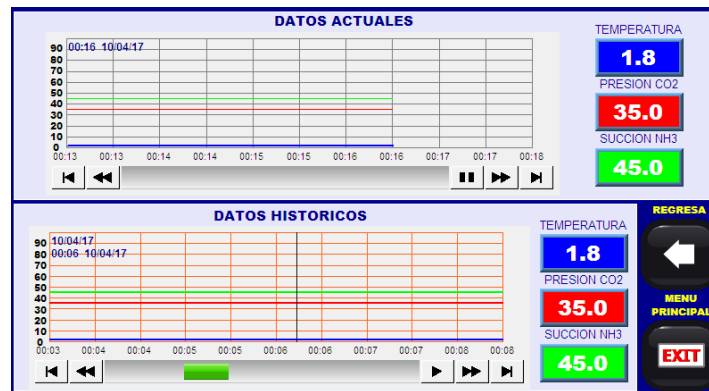 DATOS ACTUALES
00:16 10/04/17
90
80
70
60
50
40
30
20
10
0
00:13 00:13 00:14 00:14 00:15 00:15 00:16 00:16 00:17 00:17 00:18
TEMPERATURA
1.8
PRESION CO2
35.0
SUCCION NH3
45.0
DATOS HISTORICOS
10/04/17
00:06 10/04/17
90
80
70
60
50
40
30
20
10
0
00:03 00:04 00:04 00:05 00:05 00:06 00:06 00:07 00:07 00:08 00:08
TEMPERATURA
1.8
PRESION CO2
35.0
SUCCION NH3
45.0
REGRESA
MENU
PRINCIPAL
EXIT